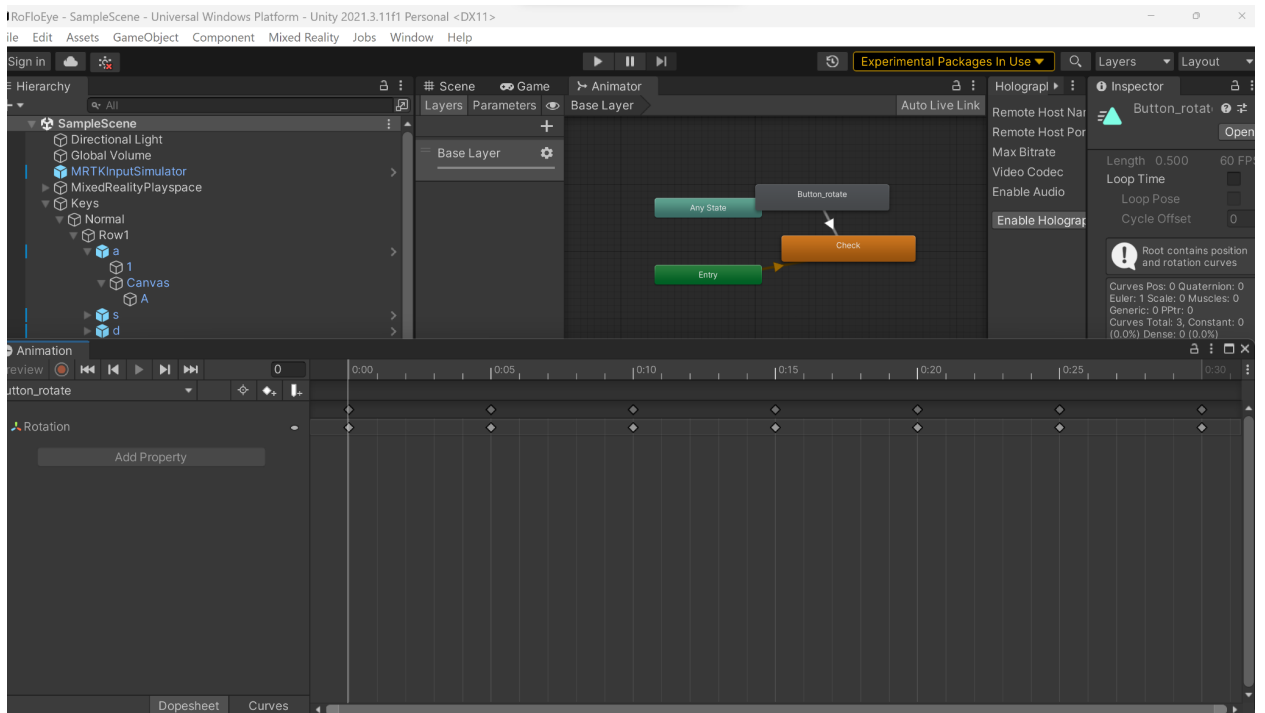 RoFloEye - SampleScene - Universal Windows Platform - Unity 2021.3.11f1 Personal <DX11>
ile Edit Assets GameObject Component Mixed Reality Jobs Window Help
Sign in
Experimental Packages In Use ▼
Layers
Layout
Hierarchy
All
SampleScene
Directional Light
Global Volume
MRTKInputSimulator
MixedRealityPlayspace
Keys
Normal
Row1
a
1
Canvas
A
s
d
Scene Game Animator
Layers Parameters Base Layer Auto Live Link
Base Layer
Any State
Button_rotate
Check
Entry
Hologra
Remote Host Nar
Remote Host Por
Max Bitrate
Video Codec
Enable Audio
Enable Holograp
Inspector
Button_rotat
Open
Length 0.500 60 FP
Loop Time
Loop Pose
Cycle Offset 0
Root contains position
and rotation curves
Curves Pos: 0 Quaternion: 0
Euler: 1 Scale: 0 Muscles: 0
Generic: 0 PPtr: 0
Curves Total: 3, Constant: 0
(0.0%) Dense: 0 (0.0%)
Animation
review 0
utton_rotate
0:00 0:05 0:10 0:15 0:20 0:25 0:30
Rotation
Add Property
Dopesheet Curves